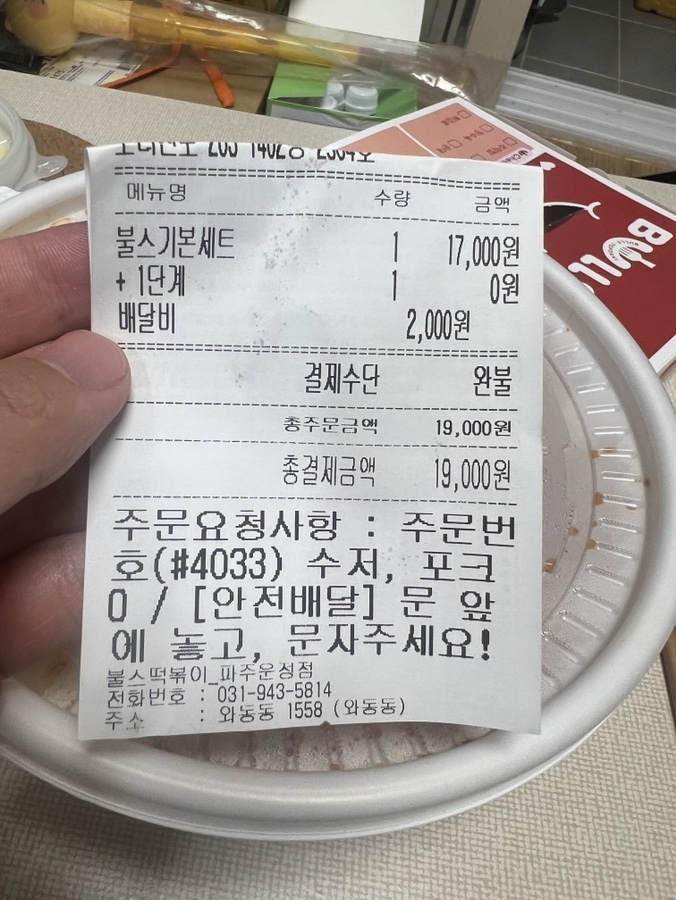 메뉴명 수량 금액
불스기본세트 1 17,000원
+ 1단계 1 0원
배달비 2,000원
결제수단 완불
총주문금액 19,000원
총결제금액 19,000원
주문요청사항 : 주문번
호(#4033) 수저, 포크
0 / [안전배달] 문 앞
에 놓고, 문자주세요!
불스떡볶이_파주운정점
전화번호 : 031-943-5814
주소 : 와동동 1558 (와동동)